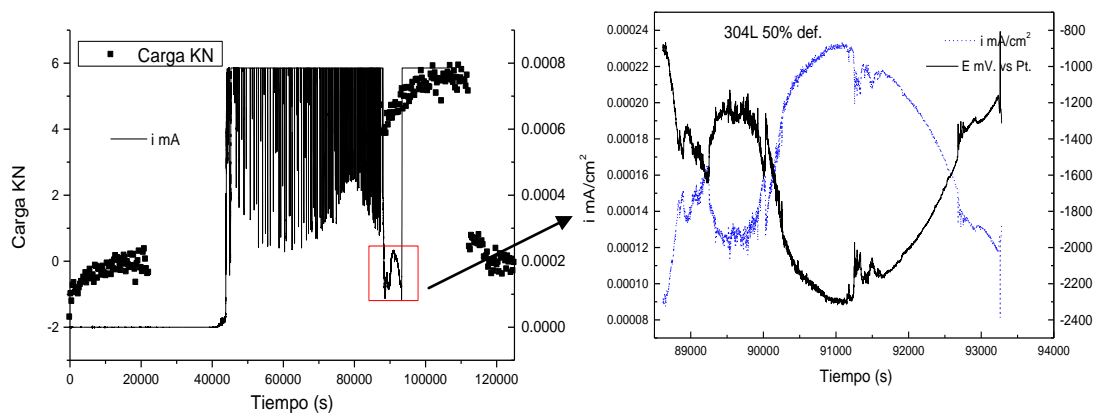 Carga KN
i mA
Carga KN
6
4
2
0
-2
0.0008
0.0006
0.0004
0.0002
0.0000
0 20000 40000 60000 80000 100000 120000
Tiempo (s)
304L 50% def.
i mA/cm²
E mV. vs Pt.
i mA/cm²
0.00024
0.00022
0.00020
0.00018
0.00016
0.00014
0.00012
0.00010
0.00008
-800
-1000
-1200
-1400
-1600
-1800
-2000
-2200
-2400
89000 90000 91000 92000 93000 94000
Tiempo (s)